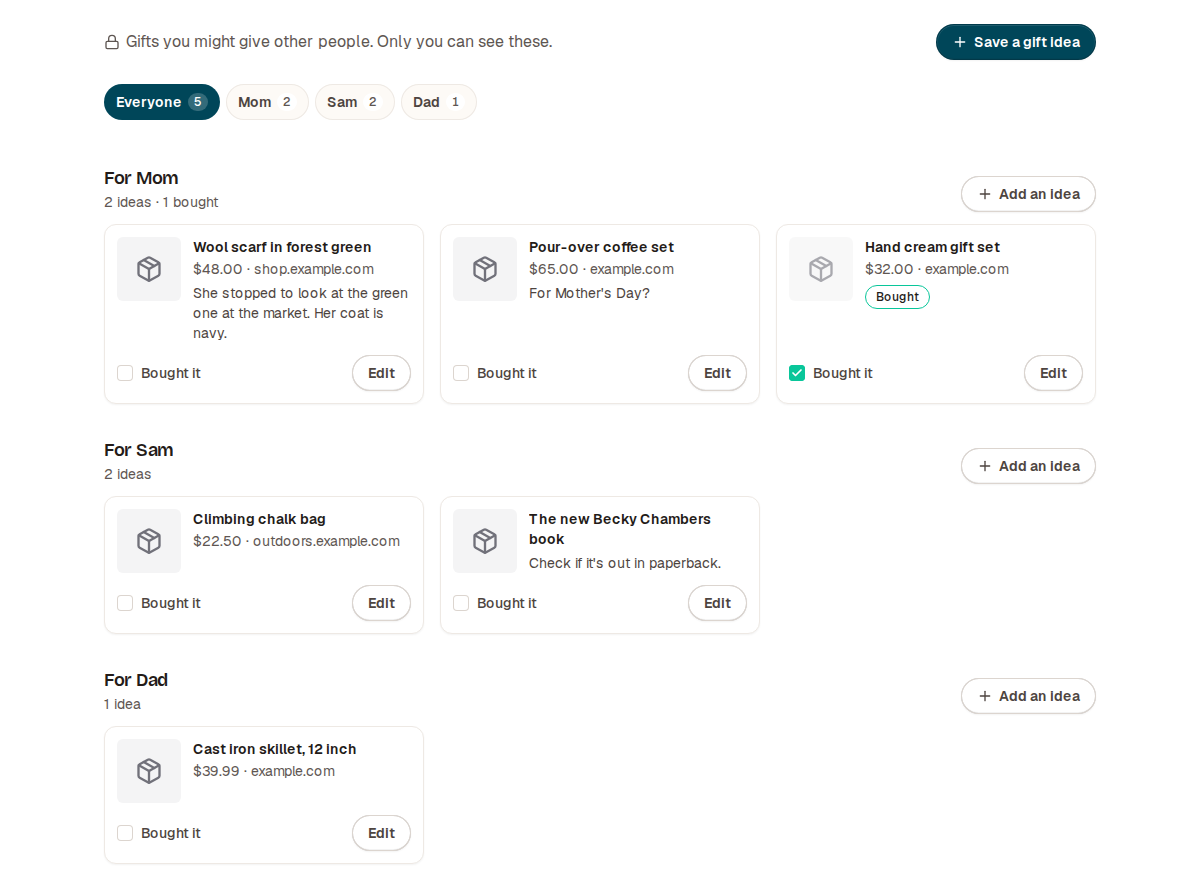 Gifts you might give other people. Only you can see these.
+ Save a gift idea
Everyone 5
Mom 2
Sam 2
Dad 1
For Mom
2 ideas · 1 bought
+ Add an idea
Wool scarf in forest green
$48.00 · shop.example.com
She stopped to look at the green
one at the market. Her coat is
navy.
Bought it
Edit
Pour-over coffee set
$65.00 · example.com
For Mother's Day?
Bought it
Edit
Hand cream gift set
$32.00 · example.com
Bought
Bought it
Edit
For Sam
2 ideas
+ Add an idea
Climbing chalk bag
$22.50 · outdoors.example.com
Bought it
Edit
The new Becky Chambers
book
Check if it's out in paperback.
Bought it
Edit
For Dad
1 idea
+ Add an idea
Cast iron skillet, 12 inch
$39.99 · example.com
Bought it
Edit